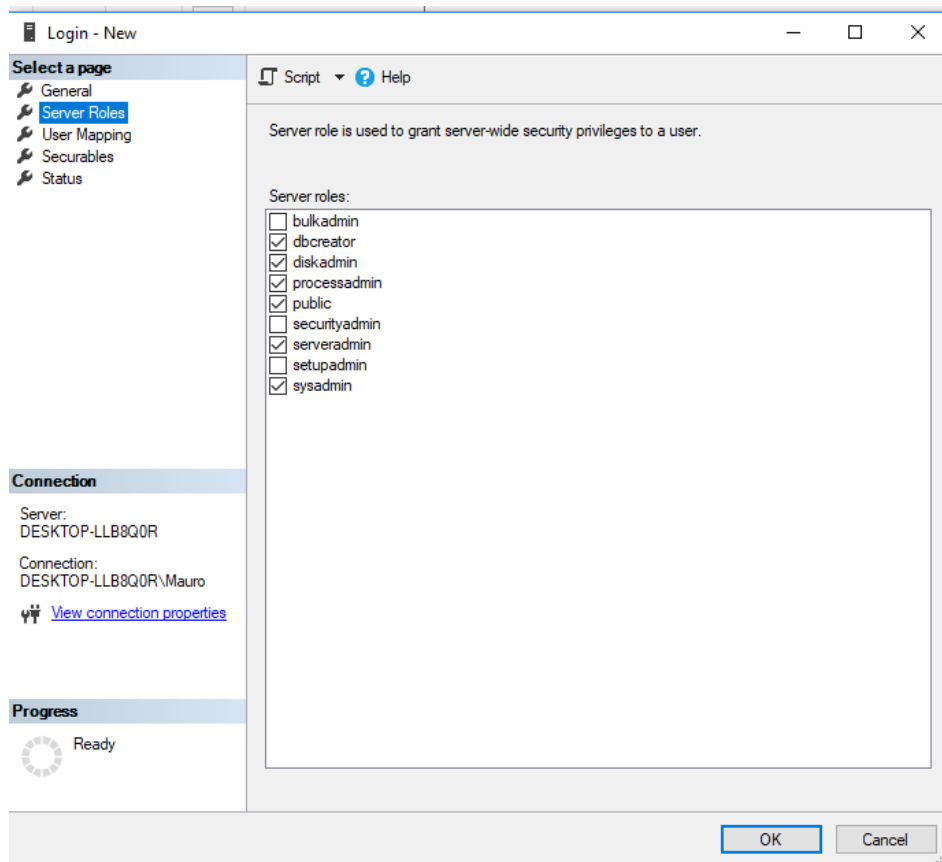 Login - New
Select a page
General
Server Roles
User Mapping
Securables
Status
Script
Help
Server role is used to grant server-wide security privileges to a user.
Server roles:
bulkadmin
dbcreator
diskadmin
processadmin
public
securityadmin
serveradmin
setupadmin
sysadmin
Connection
Server:
DESKTOP-LLB8Q0R
Connection:
DESKTOP-LLB8Q0R\Mauro
View connection properties
Progress
Ready
OK
Cancel